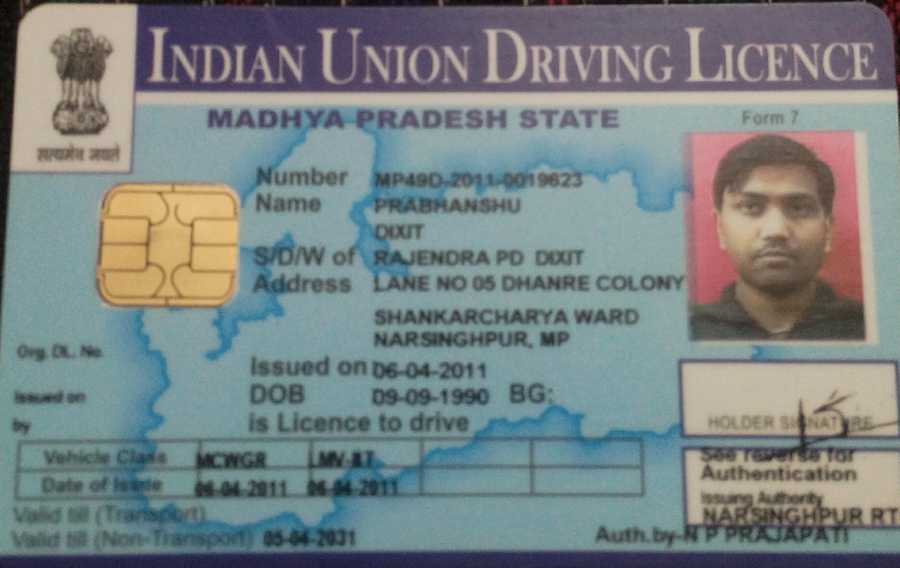 INDIAN UNION DRIVING LICENCE
सत्यमेव जयते
MADHYA PRADESH STATE
Form 7
Number MP49D-2011-0019623
Name PRABHANSHU
DIXIT
S/D/W of RAJENDRA PD DIXIT
Address LANE NO 05 DHANRE COLONY
SHANKARCHARYA WARD
NARSINGHPUR, MP
Org. DL. No.
Issued on 06-04-2011
Issued on
DOB 09-09-1990 BG:
by
is Licence to drive
HOLDER SIGNATURE
Vehicle Class MCWGR LMV-NT
Date of Issue 06-04-2011 06-04-2011
See reverse for
Authentication
Issuing Authority
NARSINGHPUR RT
Valid till (Transport)
Valid till (Non-Transport) 05-04-2031
Auth.by-N P PRAJAPATI